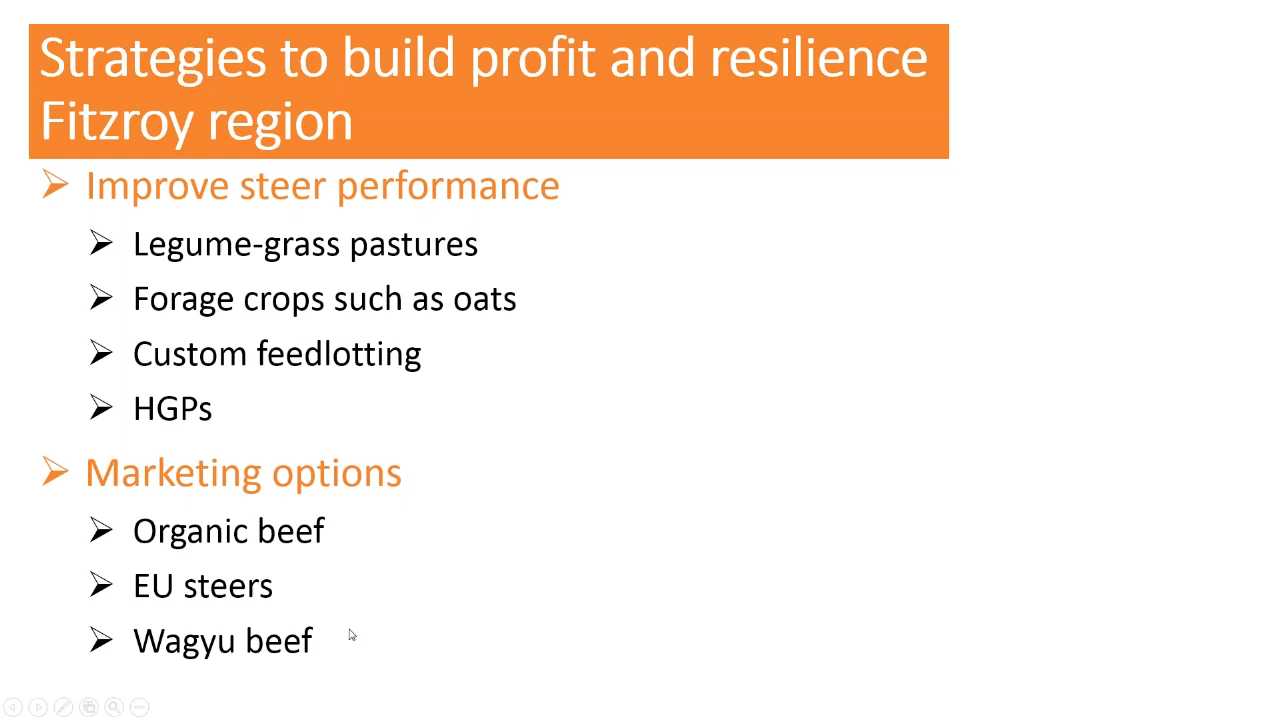 Strategies to build profit and resilience
Fitzroy region
Improve steer performance
Legume-grass pastures
Forage crops such as oats
Custom feedlotting
HGPs
Marketing options
Organic beef
EU steers
Wagyu beef